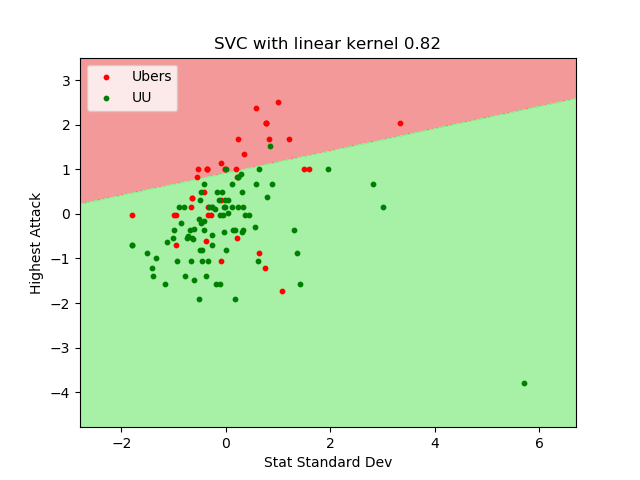 SVC with linear kernel 0.82
Ubers
UU
Highest Attack
3
2
1
0
−1
−2
−3
−4
−2
0
2
4
6
Stat Standard Dev